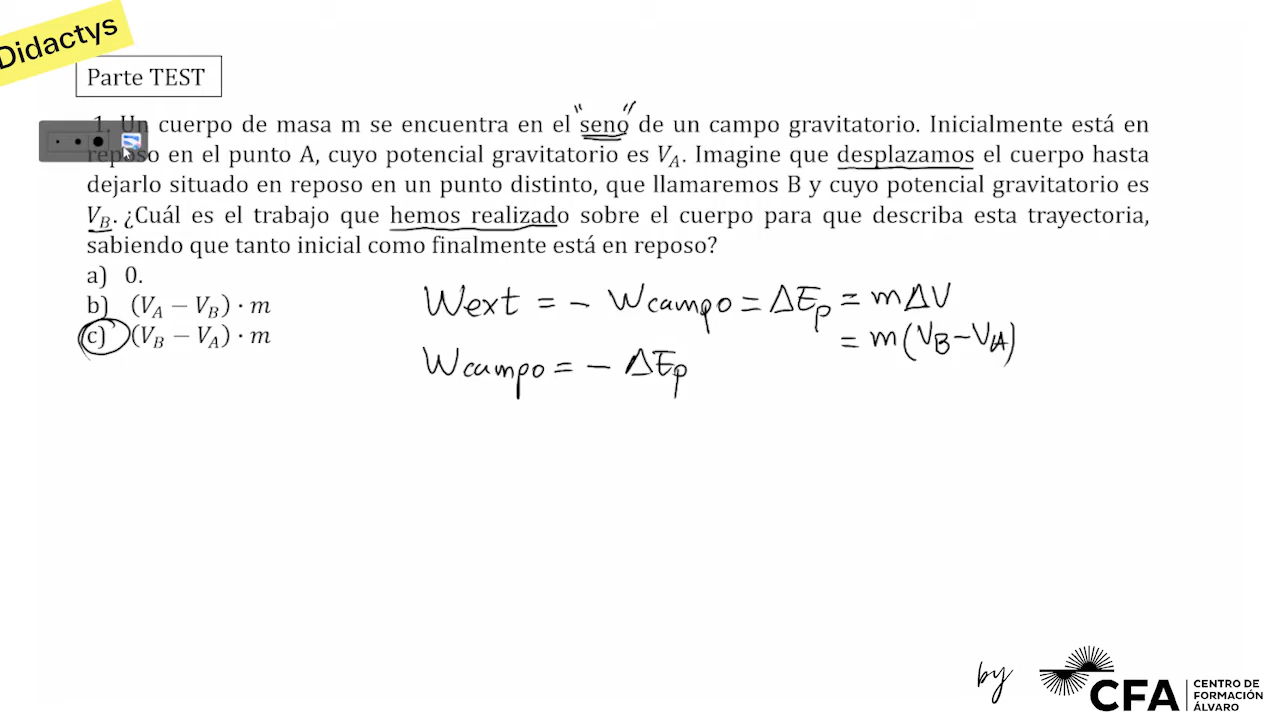 Didactys
Parte TEST
1. Un cuerpo de masa m se encuentra en el "seno" de un campo gravitatorio. Inicialmente está en
reposo en el punto A, cuyo potencial gravitatorio es V_A. Imagine que desplazamos el cuerpo hasta
dejarlo situado en reposo en un punto distinto, que llamaremos B y cuyo potencial gravitatorio es
V_B. ¿Cuál es el trabajo que hemos realizado sobre el cuerpo para que describa esta trayectoria,
sabiendo que tanto inicial como finalmente está en reposo?
a) 0.
b) (V_A − V_B) · m
c) (V_B − V_A) · m
Wext = − Wcampo = ΔEp = mΔV
= m(VB−VA)
Wcampo = − ΔEp
by
CFA
CENTRO DE
FORMACIÓN
ÁLVARO